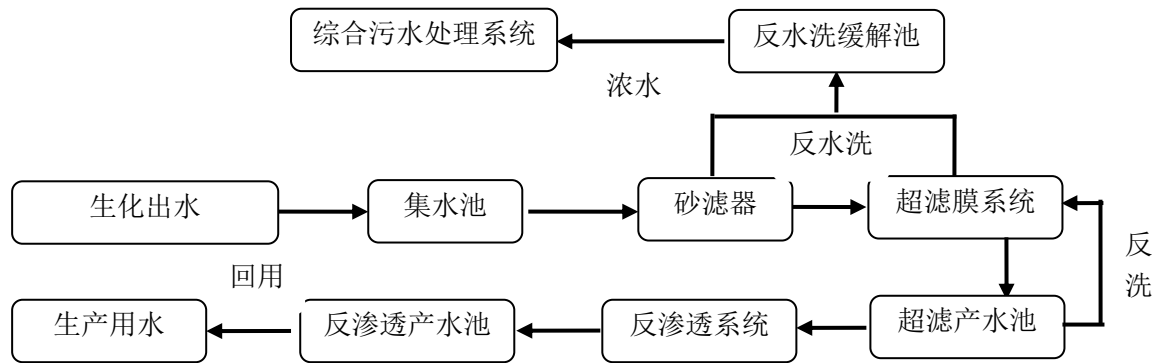 综合污水处理系统
反水洗缓解池
浓水
反水洗
生化出水
集水池
砂滤器
超滤膜系统
反
洗
回用
生产用水
反渗透产水池
反渗透系统
超滤产水池